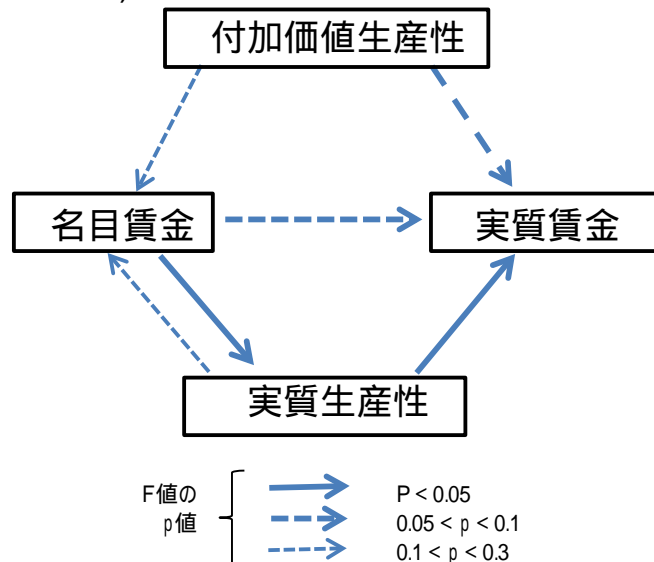 付加価値生産性
名目賃金
実質賃金
実質生産性
F値の
p値
P < 0.05
0.05 < p < 0.1
0.1 < p < 0.3